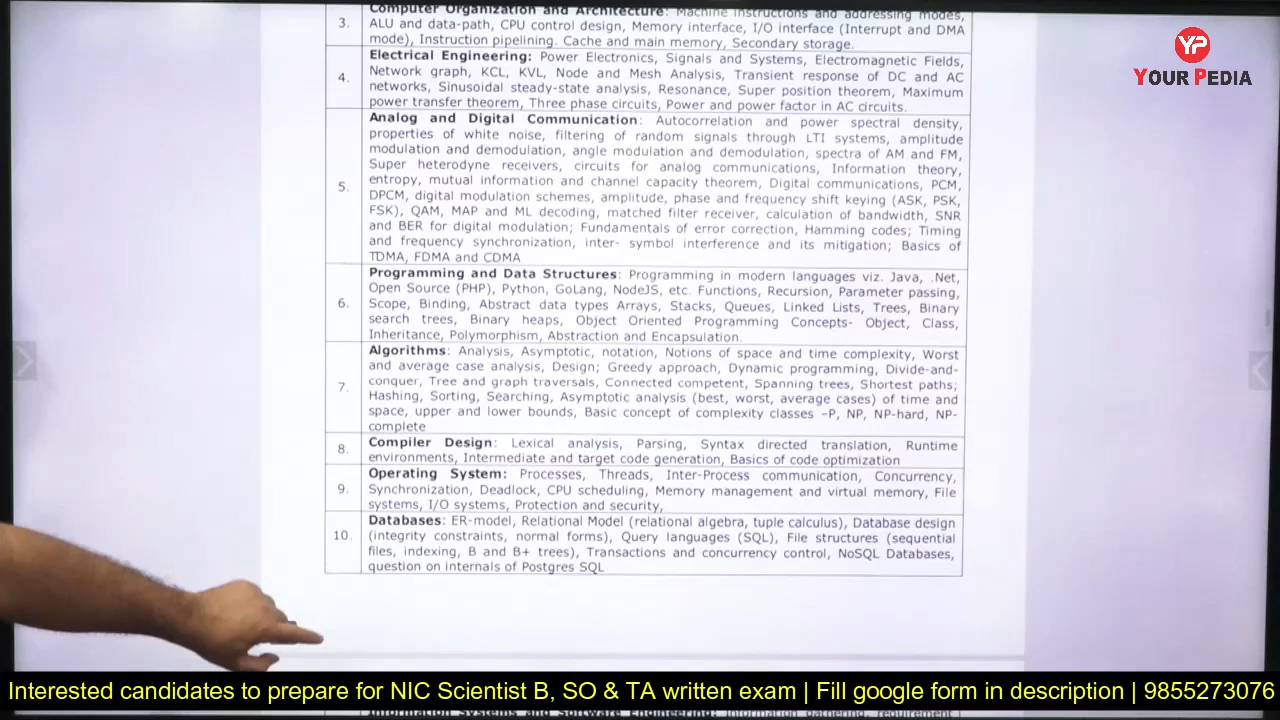 Computer Organization and Architecture: Machine instructions and addressing modes,
3. ALU and data-path, CPU control design, Memory interface, I/O interface (Interrupt and DMA
mode), Instruction pipelining. Cache and main memory, Secondary storage.
YP
YOUR PEDIA
Electrical Engineering: Power Electronics, Signals and Systems, Electromagnetic Fields,
Network graph, KCL, KVL, Node and Mesh Analysis, Transient response of DC and AC
4. networks, Sinusoidal steady-state analysis, Resonance, Super position theorem, Maximum
power transfer theorem, Three phase circuits, Power and power factor in AC circuits.
Analog and Digital Communication: Autocorrelation and power spectral density,
properties of white noise, filtering of random signals through LTI systems, amplitude
modulation and demodulation, angle modulation and demodulation, spectra of AM and FM,
Super heterodyne receivers, circuits for analog communications, Information theory,
entropy, mutual information and channel capacity theorem, Digital communications, PCM,
5. DPCM, digital modulation schemes, amplitude, phase and frequency shift keying (ASK, PSK,
FSK), QAM, MAP and ML decoding, matched filter receiver, calculation of bandwidth, SNR
and BER for digital modulation; Fundamentals of error correction, Hamming codes; Timing
and frequency synchronization, inter- symbol interference and its mitigation; Basics of
TDMA, FDMA and CDMA
Programming and Data Structures: Programming in modern languages viz. Java, .Net,
Open Source (PHP), Python, GoLang, NodeJS, etc. Functions, Recursion, Parameter passing,
6. Scope, Binding, Abstract data types Arrays, Stacks, Queues, Linked Lists, Trees, Binary
search trees, Binary heaps, Object Oriented Programming Concepts- Object, Class,
Inheritance, Polymorphism, Abstraction and Encapsulation.
Algorithms: Analysis, Asymptotic, notation, Notions of space and time complexity, Worst
and average case analysis, Design; Greedy approach, Dynamic programming, Divide-and-
7. conquer, Tree and graph traversals, Connected competent, Spanning trees, Shortest paths;
Hashing, Sorting, Searching, Asymptotic analysis (best, worst, average cases) of time and
space, upper and lower bounds, Basic concept of complexity classes –P, NP, NP-hard, NP-
complete
8. Compiler Design: Lexical analysis, Parsing, Syntax directed translation, Runtime
environments, Intermediate and target code generation, Basics of code optimization
Operating System: Processes, Threads, Inter-Process communication, Concurrency,
9. Synchronization, Deadlock, CPU scheduling, Memory management and virtual memory, File
systems, I/O systems, Protection and security,
Databases: ER-model, Relational Model (relational algebra, tuple calculus), Database design
10. (integrity constraints, normal forms), Query languages (SQL), File structures (sequential
files, indexing, B and B+ trees), Transactions and concurrency control, NoSQL Databases,
question on internals of Postgres SQL
Interested candidates to prepare for NIC Scientist B, SO & TA written exam | Fill google form in description | 9855273076
Information Systems and Software Engineering: Information gathering, requirement